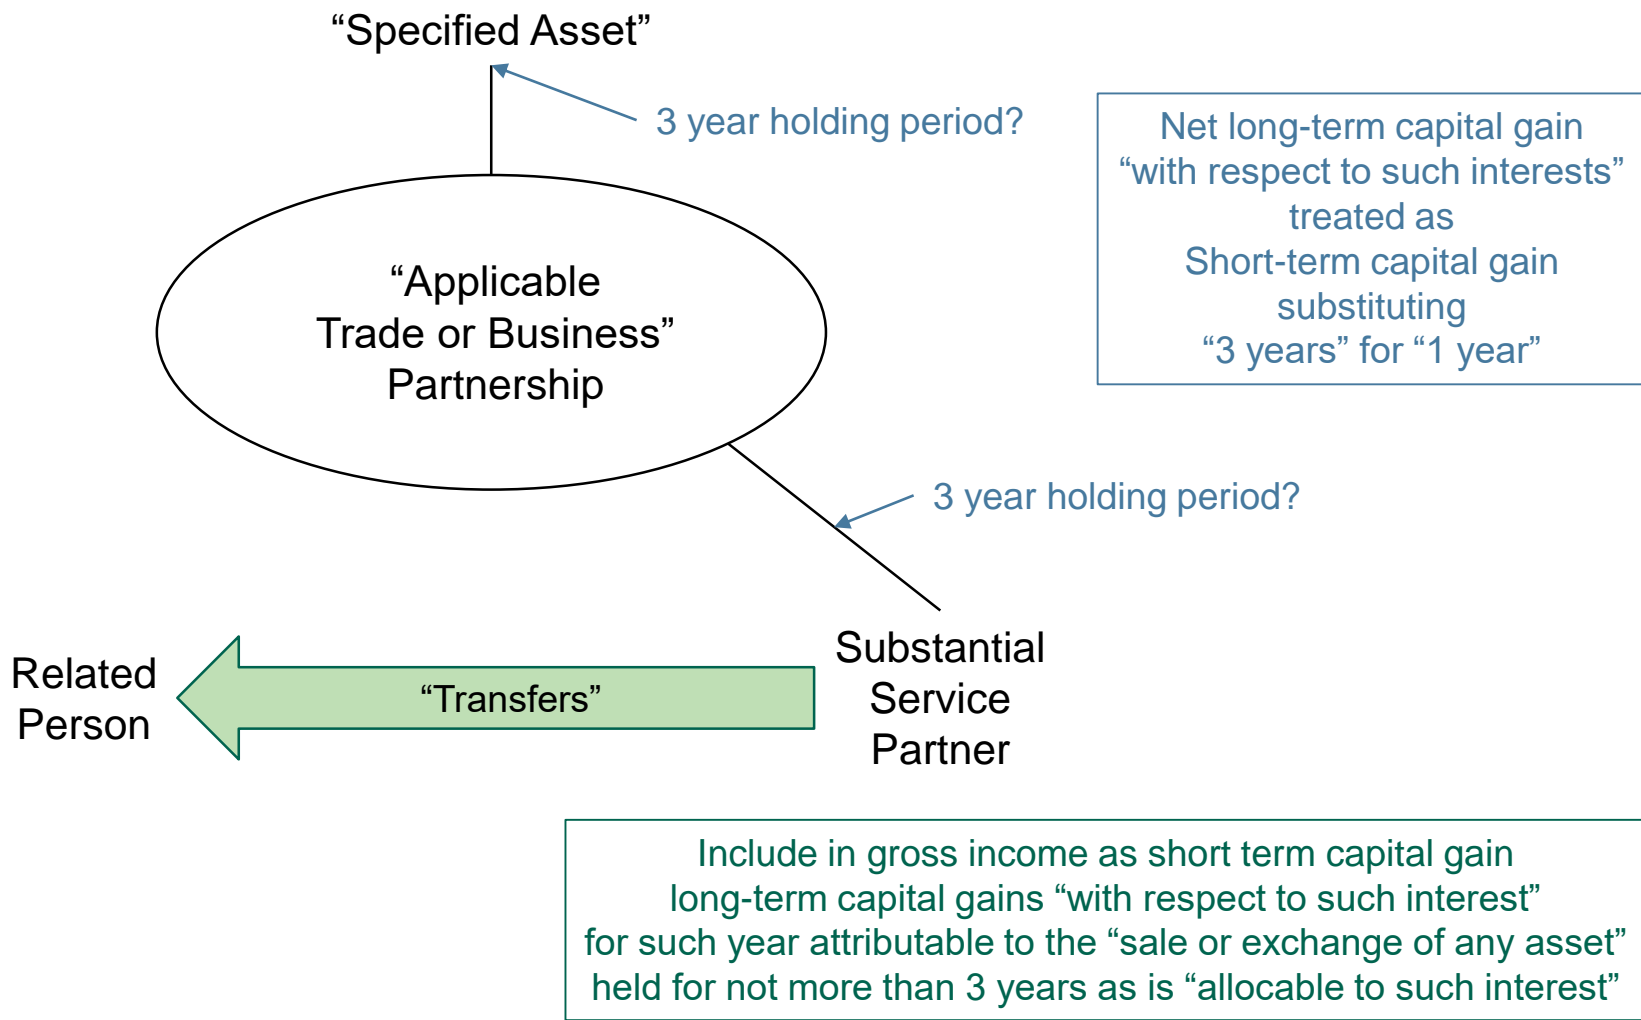 “Specified Asset”
3 year holding period?
Net long-term capital gain
“with respect to such interests”
treated as
Short-term capital gain
substituting
“3 years” for “1 year”
“Applicable
Trade or Business”
Partnership
3 year holding period?
Related
Person
“Transfers”
Substantial
Service
Partner
Include in gross income as short term capital gain
long-term capital gains “with respect to such interest”
for such year attributable to the “sale or exchange of any asset”
held for not more than 3 years as is “allocable to such interest”